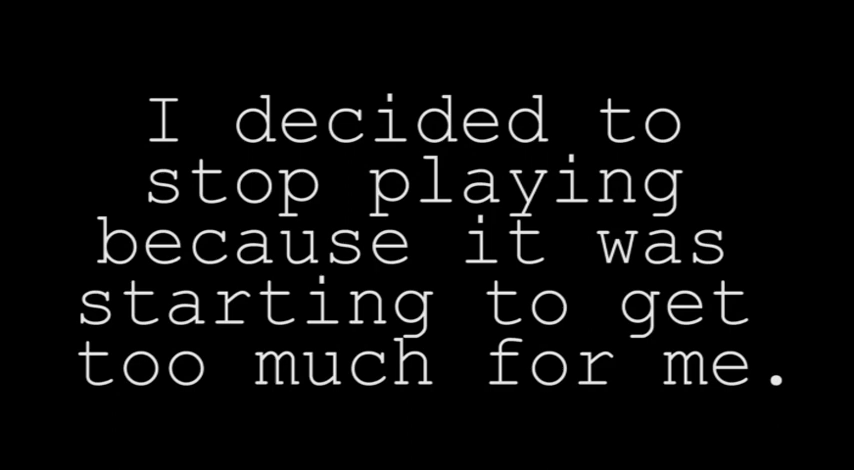 I decided to
stop playing
because it was
starting to get
too much for me.